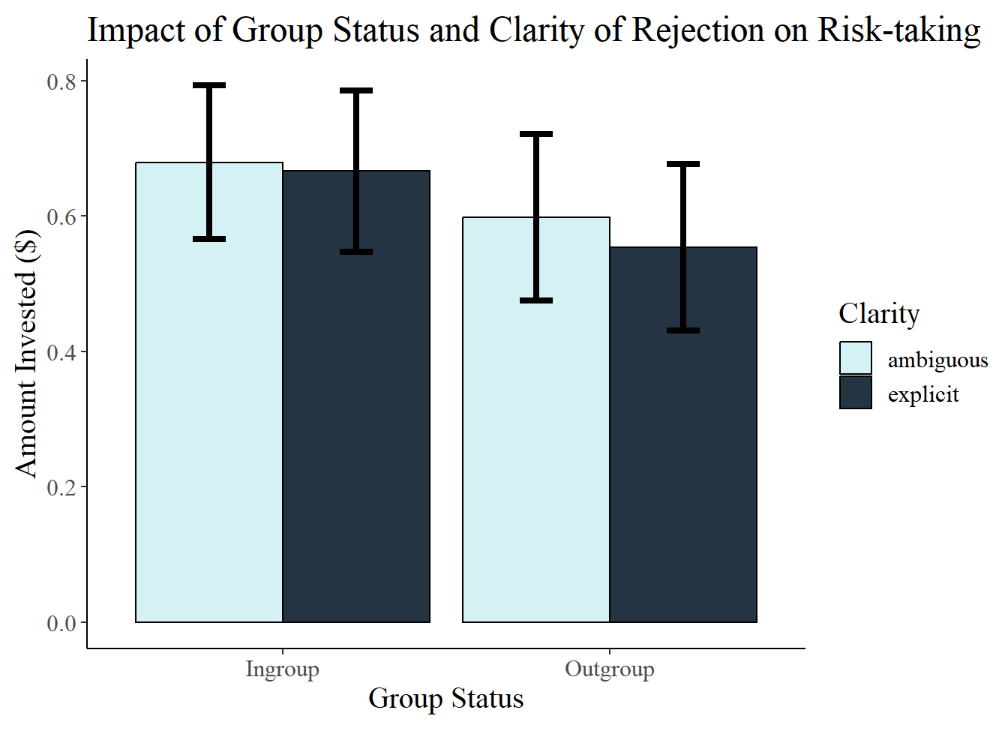 Impact of Group Status and Clarity of Rejection on Risk-taking
Amount Invested ($)
0.8
0.6
0.4
0.2
0.0
Ingroup
Outgroup
Group Status
Clarity
ambiguous
explicit